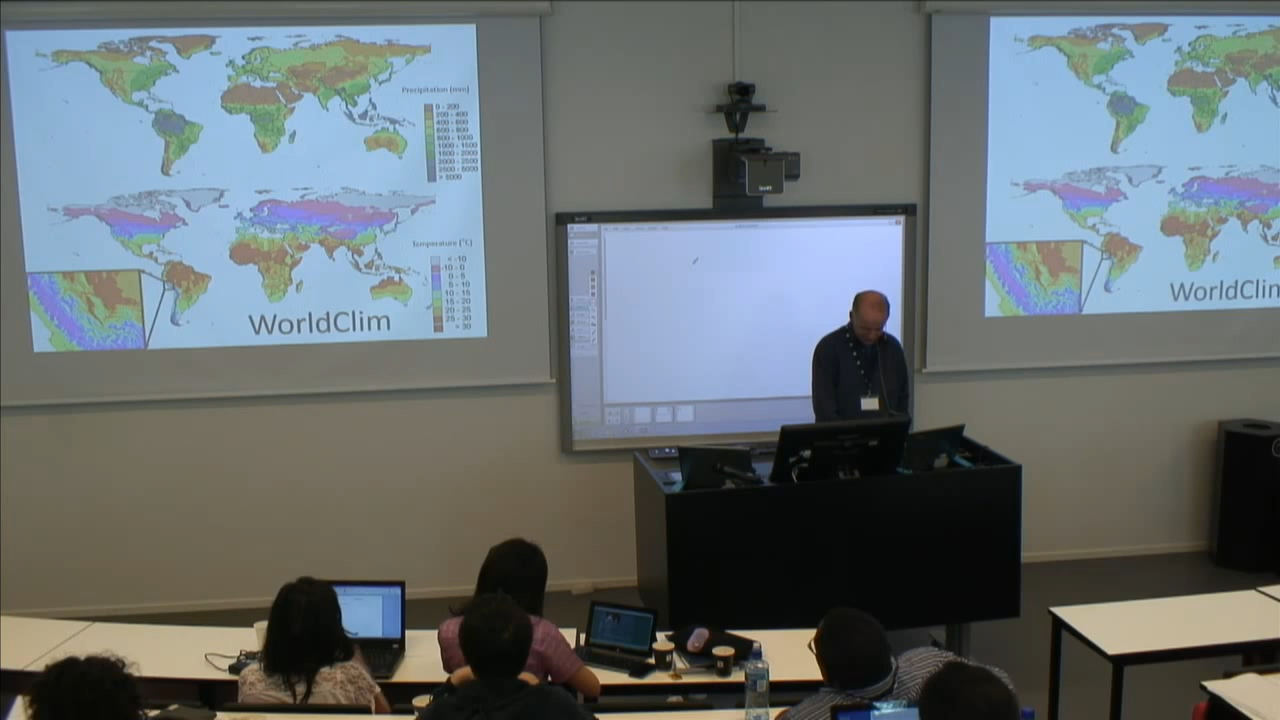 Precipitation (mm)
0 - 200
200 - 400
400 - 600
600 - 800
800 - 1000
1000 - 1500
1500 - 2000
2000 - 2500
2500 - 5000
> 5000
Temperature (°C)
< -10
-10 - 0
0 - 5
5 - 10
10 - 15
15 - 20
20 - 25
25 - 30
> 30
WorldClim
WorldClim